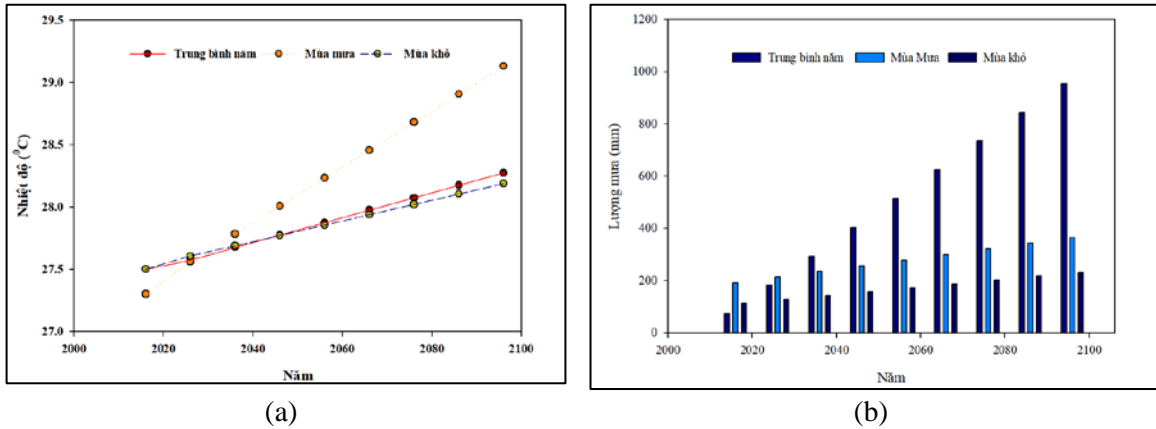 29.5
Trung bình năm Mùa mưa Mùa khô
29.0
28.5
28.0
27.5
27.0
Nhiệt độ (⁰C)
2000 2020 2040 2060 2080 2100
Năm
(a)
1200
Trung bình năm Mùa Mưa Mùa khô
1000
800
600
400
200
0
Lượng mưa (mm)
2000 2020 2040 2060 2080 2100
Năm
(b)